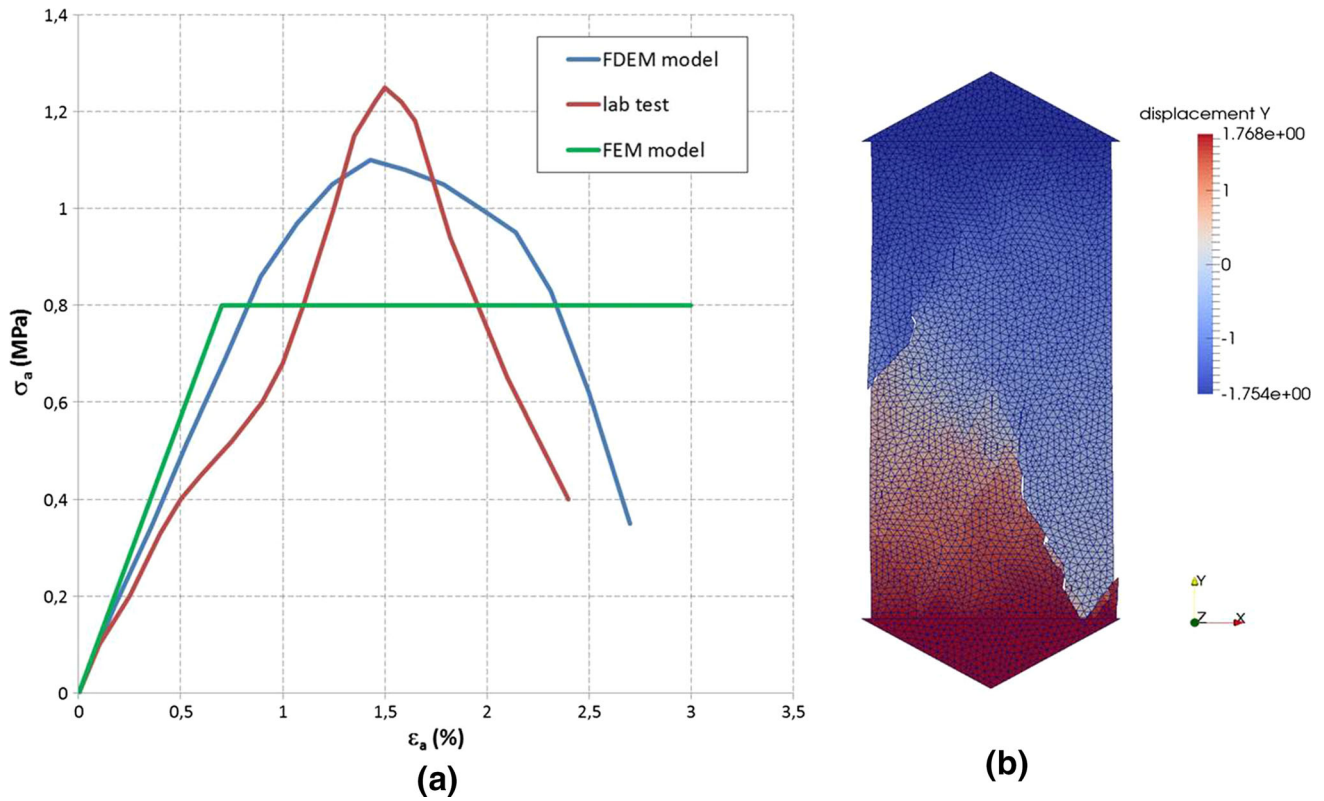 1,4
1,2
1
0,8
0,6
0,4
0,2
0
σa (MPa)
0
0,5
1
1,5
2
2,5
3
3,5
εa (%)
FDEM model
lab test
FEM model
(a)
displacement Y
1.768e+00
1
0
-1
-1.754e+00
Y
Z
X
(b)